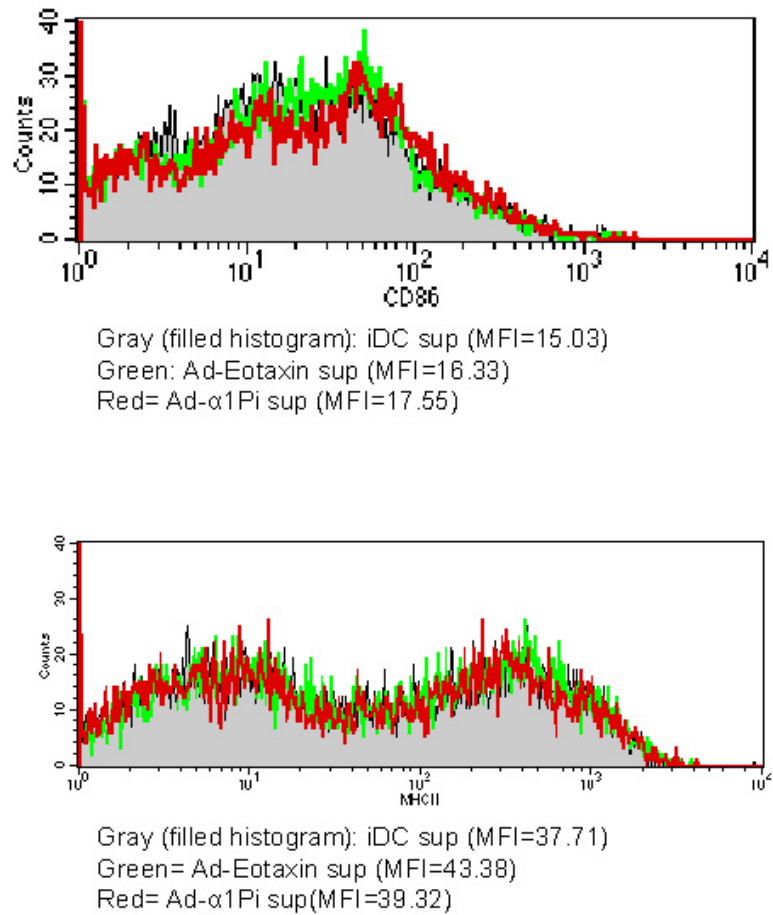 40
30
20
10
0
Counts
10^0 10^1 10^2 10^3 10^4
CD86
Gray (filled histogram): iDC sup (MFI=15.03)
Green: Ad-Eotaxin sup (MFI=16.33)
Red= Ad-α1Pi sup (MFI=17.55)
40
30
20
10
0
Counts
10^0 10^1 10^2 10^3 10^4
MHCII
Gray (filled histogram): iDC sup (MFI=37.71)
Green= Ad-Eotaxin sup (MFI=43.38)
Red= Ad-α1Pi sup(MFI=39.32)